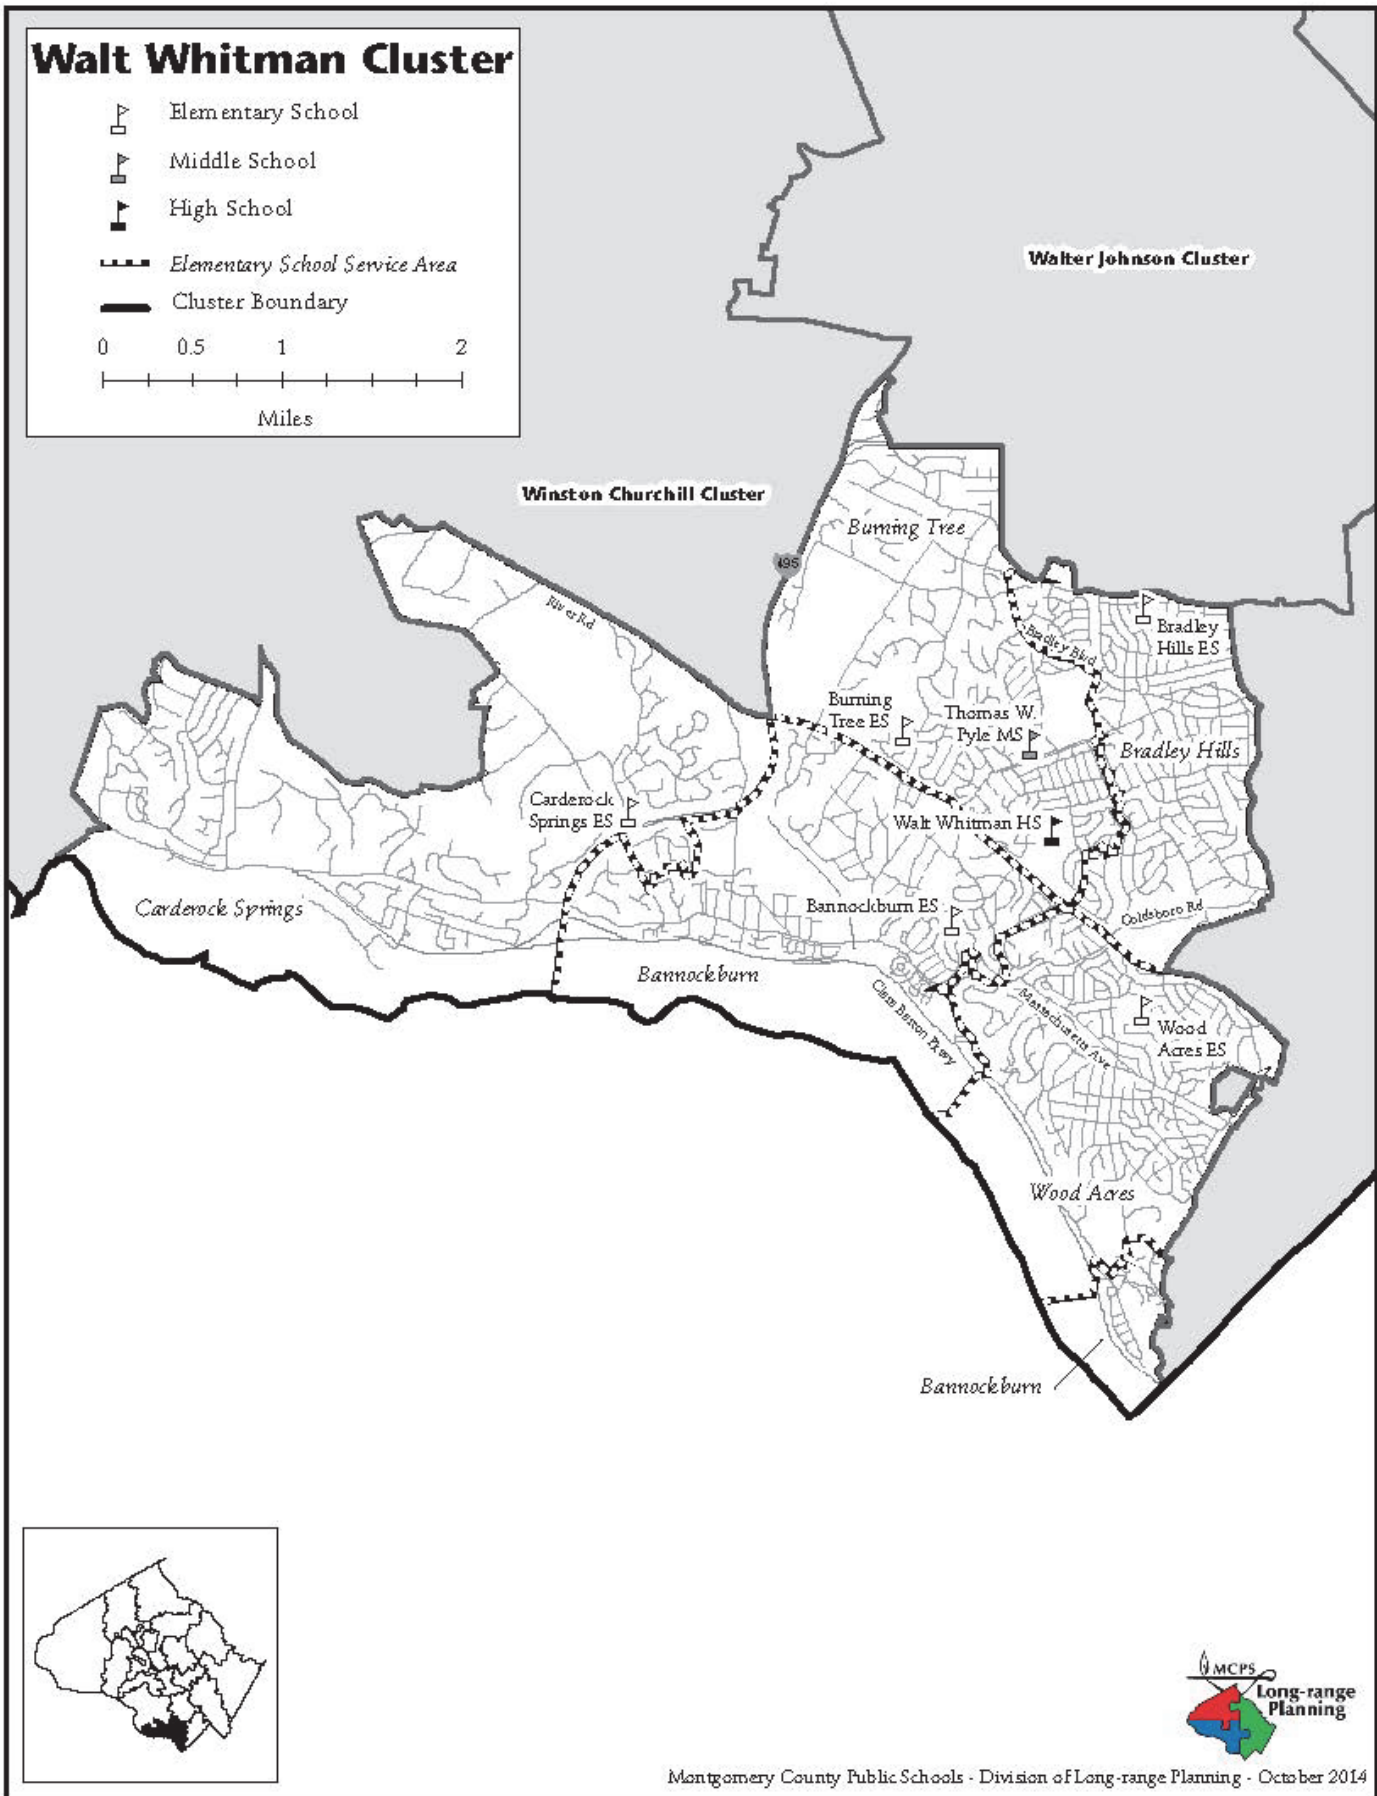 Walt Whitman Cluster
Elementary School
Middle School
High School
Elementary School Service Area
Cluster Boundary
0 0.5 1 2
Miles
Walter Johnson Cluster
Winston Churchill Cluster
Burning Tree
495
River Rd
Bradley Blvd
Bradley
Hills ES
Burning
Tree ES
Thomas W.
Pyle MS
Bradley Hills
Carderock
Springs ES
Walt Whitman HS
Carderock Springs
Bannockburn ES
Goldsboro Rd
Bannockburn
Clara Barton Pkwy
Massachusetts Ave
Wood
Acres ES
Wood Acres
Bannockburn
MCPS
Long-range
Planning
Montgomery County Public Schools - Division of Long-range Planning - October 2014